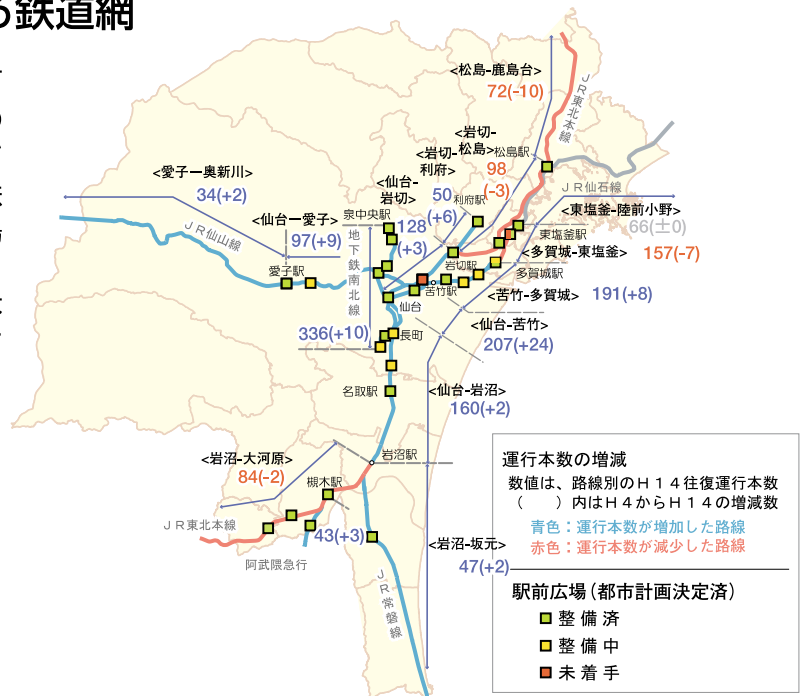 る鉄道網
<松島-鹿島台>
72(-10)
JR東北本線
<岩切-
松島>
98
(-3)
松島駅
<岩切-
利府>
50
(+6)
利府駅
<仙台-
岩切>
128
(+3)
泉中央駅
<愛子ー奥新川>
34(+2)
JR仙山線
<仙台ー愛子>
97(+9)
愛子駅
地下鉄南北線
336(+10)
JR仙石線
<東塩釜-陸前小野>
66(±0)
東塩釜駅
<多賀城-東塩釜>
157(-7)
岩切駅
多賀城駅
苦竹駅
<苦竹-多賀城>
191(+8)
仙台
<仙台-苦竹>
207(+24)
長町
名取駅
<仙台-岩沼>
160(+2)
岩沼駅
<岩沼-大河原>
84(-2)
槻木駅
JR東北本線
43(+3)
阿武隈急行
<岩沼-坂元>
47(+2)
JR常磐線
運行本数の増減
数値は、路線別のH14往復運行本数
(　　)内はH4からH14の増減数
青色：運行本数が増加した路線
赤色：運行本数が減少した路線
駅前広場(都市計画決定済)
整備済
整備中
未着手